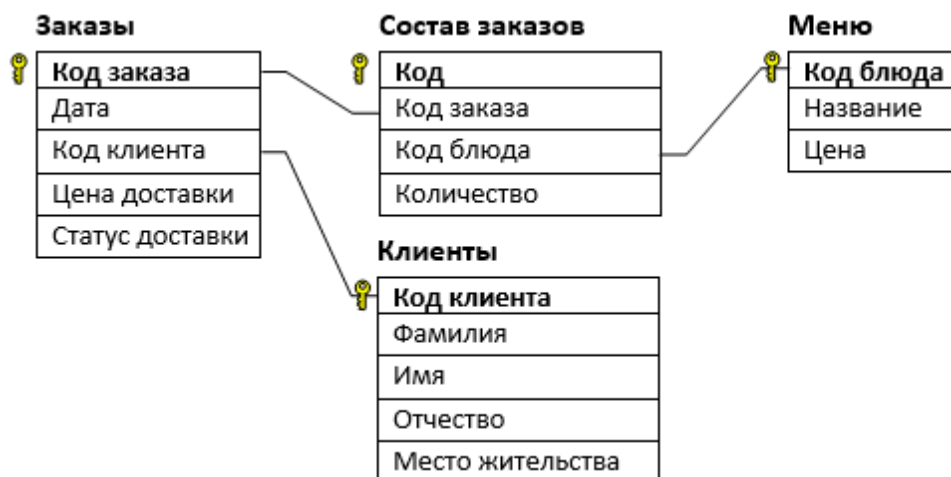 Заказы
Код заказа
Дата
Код клиента
Цена доставки
Статус доставки
Состав заказов
Код
Код заказа
Код блюда
Количество
Меню
Код блюда
Название
Цена
Клиенты
Код клиента
Фамилия
Имя
Отчество
Место жительства